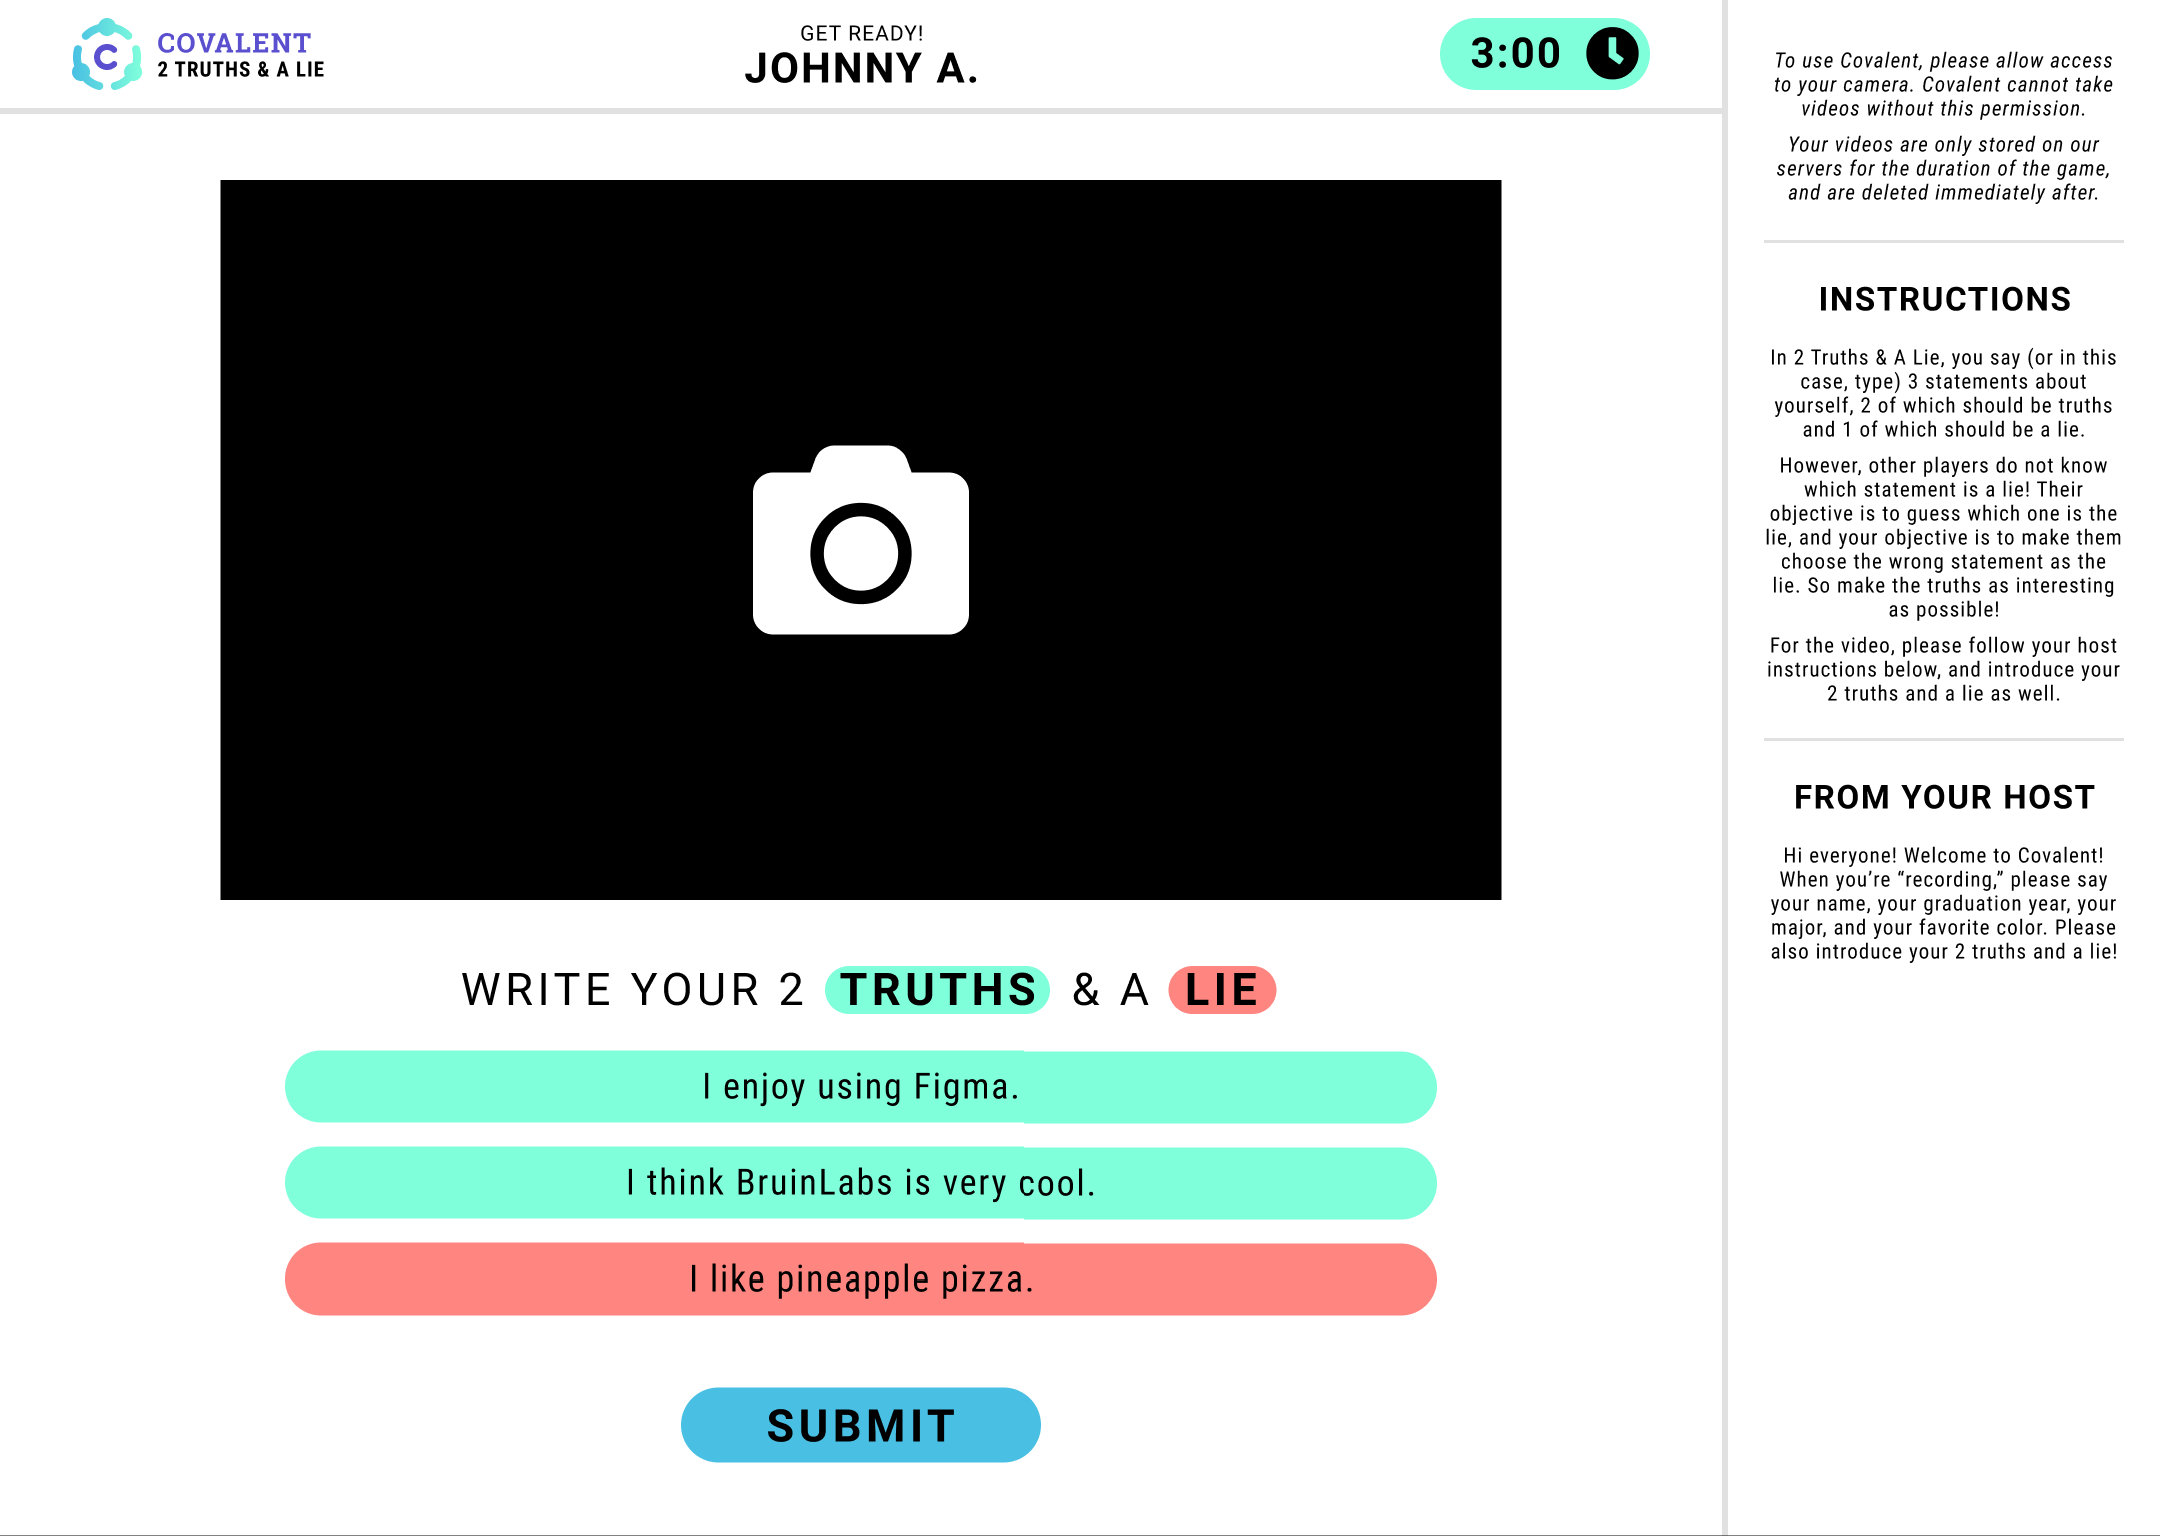 COVALENT
2 TRUTHS & A LIE
GET READY!
JOHNNY A.
3:00
WRITE YOUR 2 TRUTHS & A LIE
I enjoy using Figma.
I think BruinLabs is very cool.
I like pineapple pizza.
SUBMIT
To use Covalent, please allow access
to your camera. Covalent cannot take
videos without this permission.
Your videos are only stored on our
servers for the duration of the game,
and are deleted immediately after.
INSTRUCTIONS
In 2 Truths & A Lie, you say (or in this
case, type) 3 statements about
yourself, 2 of which should be truths
and 1 of which should be a lie.
However, other players do not know
which statement is a lie! Their
objective is to guess which one is the
lie, and your objective is to make them
choose the wrong statement as the
lie. So make the truths as interesting
as possible!
For the video, please follow your host
instructions below, and introduce your
2 truths and a lie as well.
FROM YOUR HOST
Hi everyone! Welcome to Covalent!
When you’re “recording,” please say
your name, your graduation year, your
major, and your favorite color. Please
also introduce your 2 truths and a lie!